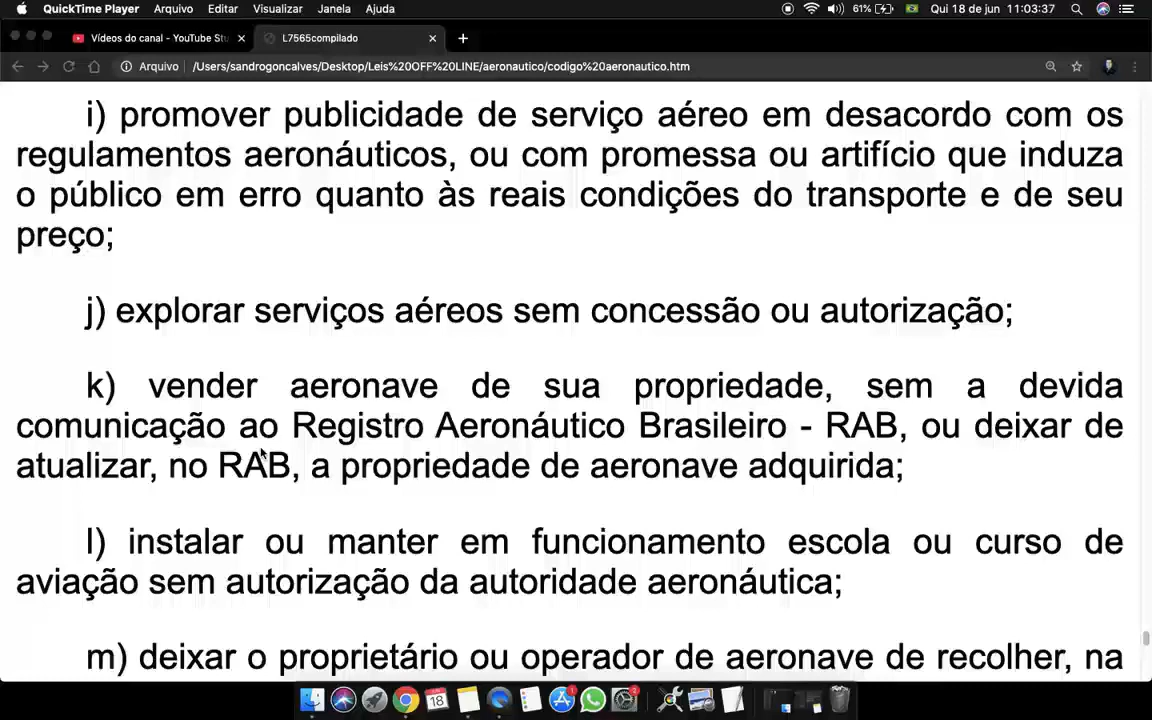 QuickTime Player Arquivo Editar Visualizar Janela Ajuda 61% Qui 18 de jun 11:03:37
Vídeos do canal - YouTube Stu L7565compilado
Arquivo /Users/sandrogoncalves/Desktop/Leis%20OFF%20LINE/aeronautico/codigo%20aeronautico.htm
i) promover publicidade de serviço aéreo em desacordo com os
regulamentos aeronáuticos, ou com promessa ou artifício que induza
o público em erro quanto às reais condições do transporte e de seu
preço;
j) explorar serviços aéreos sem concessão ou autorização;
k) vender aeronave de sua propriedade, sem a devida
comunicação ao Registro Aeronáutico Brasileiro - RAB, ou deixar de
atualizar, no RAB, a propriedade de aeronave adquirida;
l) instalar ou manter em funcionamento escola ou curso de
aviação sem autorização da autoridade aeronáutica;
m) deixar o proprietário ou operador de aeronave de recolher, na
18